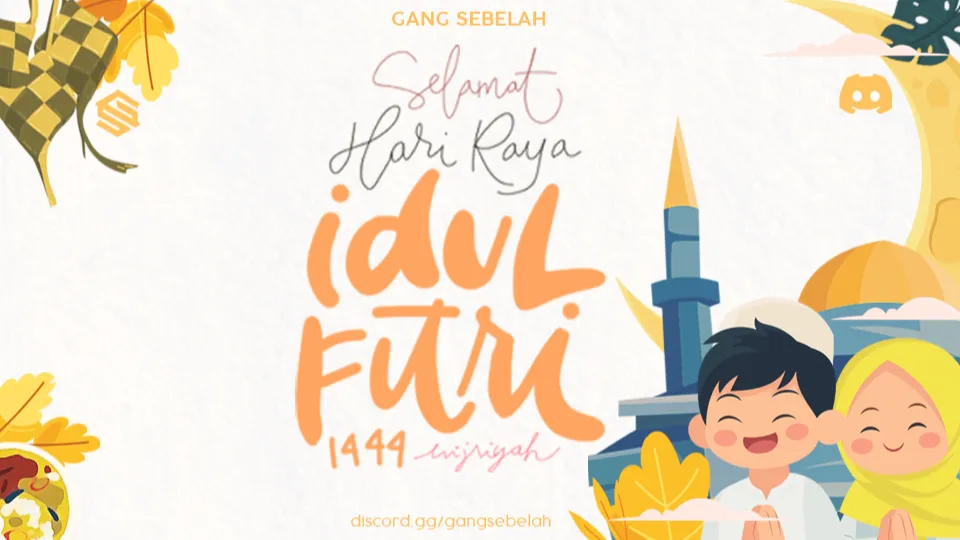 GANG SEBELAH
Selamat
Hari Raya
idul
Fitri
1444 Hijriyah
discord.gg/gangsebelah